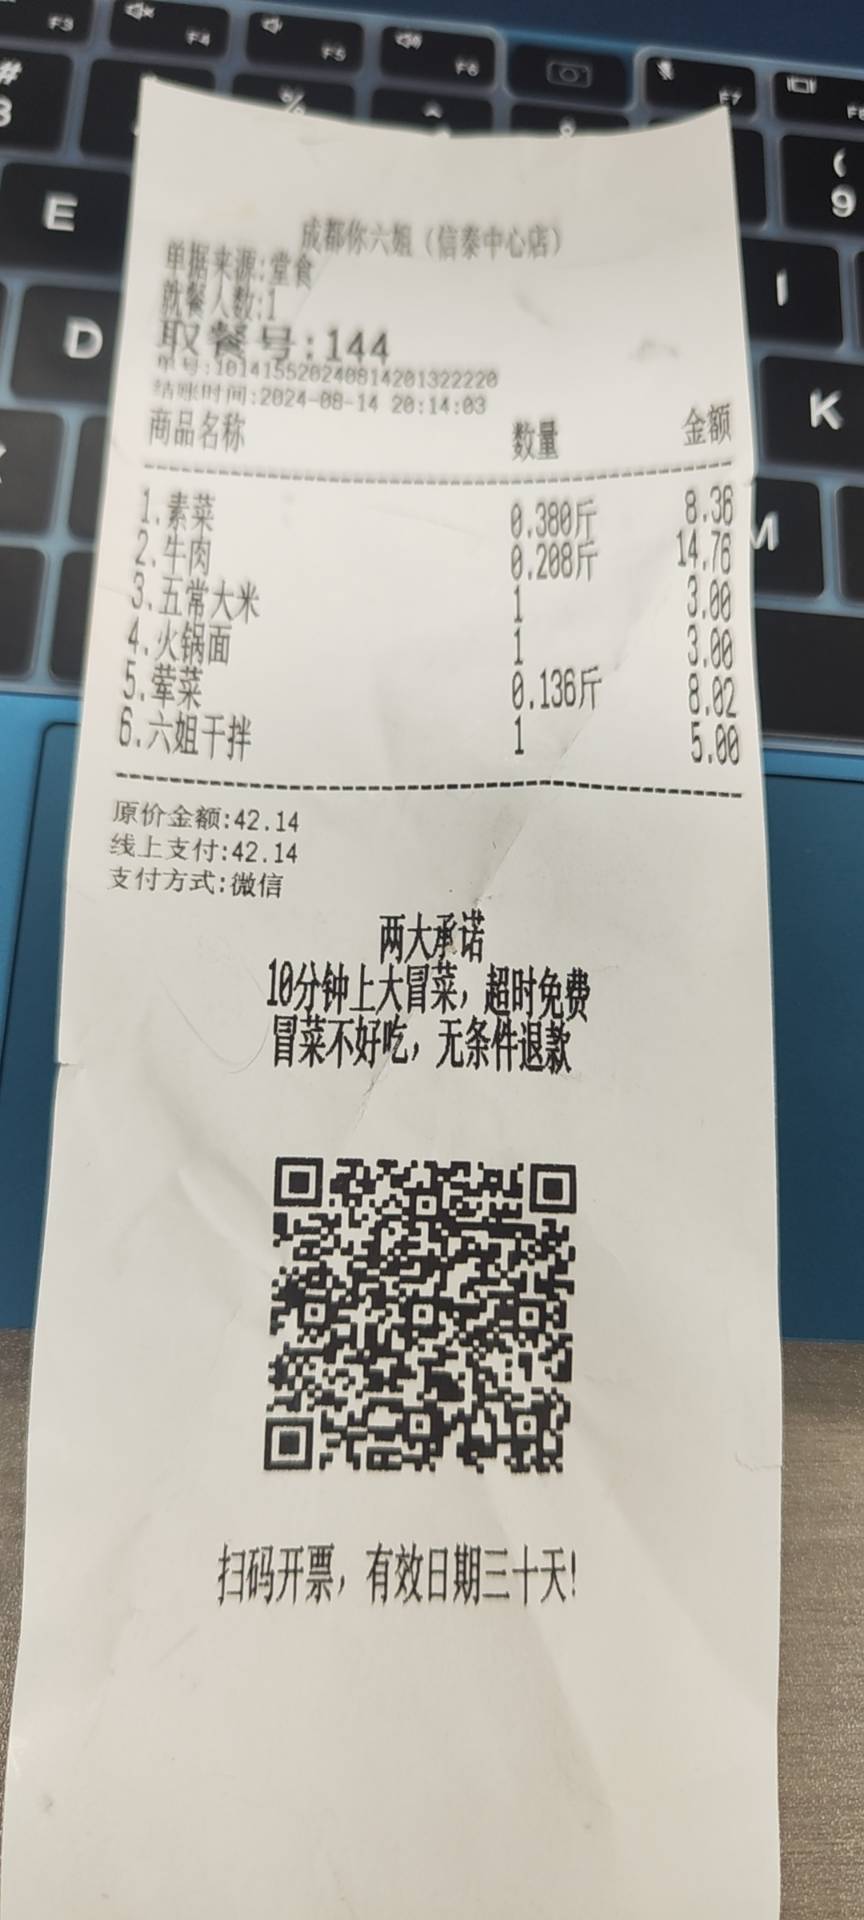 F3 F4 F5 F6 F7
# % ^
3 ( 9
E I
D K
M
成都你六姐（信泰中心店）
单据来源:堂食
就餐人数:1
取餐号:144
单号:10141552024081420132220
结账时间:2024-08-14 20:14:03
商品名称 数量 金额
1.素菜 0.380斤 8.36
2.牛肉 0.208斤 14.76
3.五常大米 1 3.00
4.火锅面 1 3.00
5.荤菜 0.136斤 8.02
6.六姐干拌 1 5.00
原价金额:42.14
线上支付:42.14
支付方式:微信
两大承诺
10分钟上大冒菜，超时免费
冒菜不好吃，无条件退款
扫码开票，有效日期三十天!